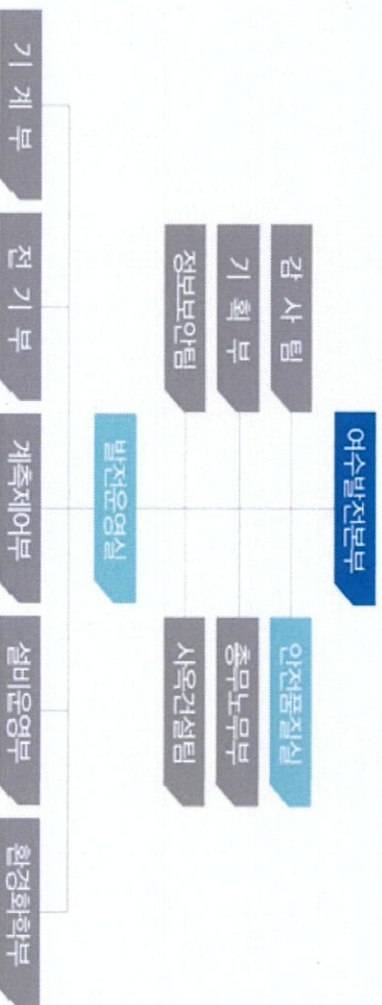 여수발전본부
감 사 팀
안전품질실
기 획 부
총무노무부
정보보안팀
사옥건설팀
발전운영실
기 계 부
전 기 부
계측제어부
설비운영부
환경화학부